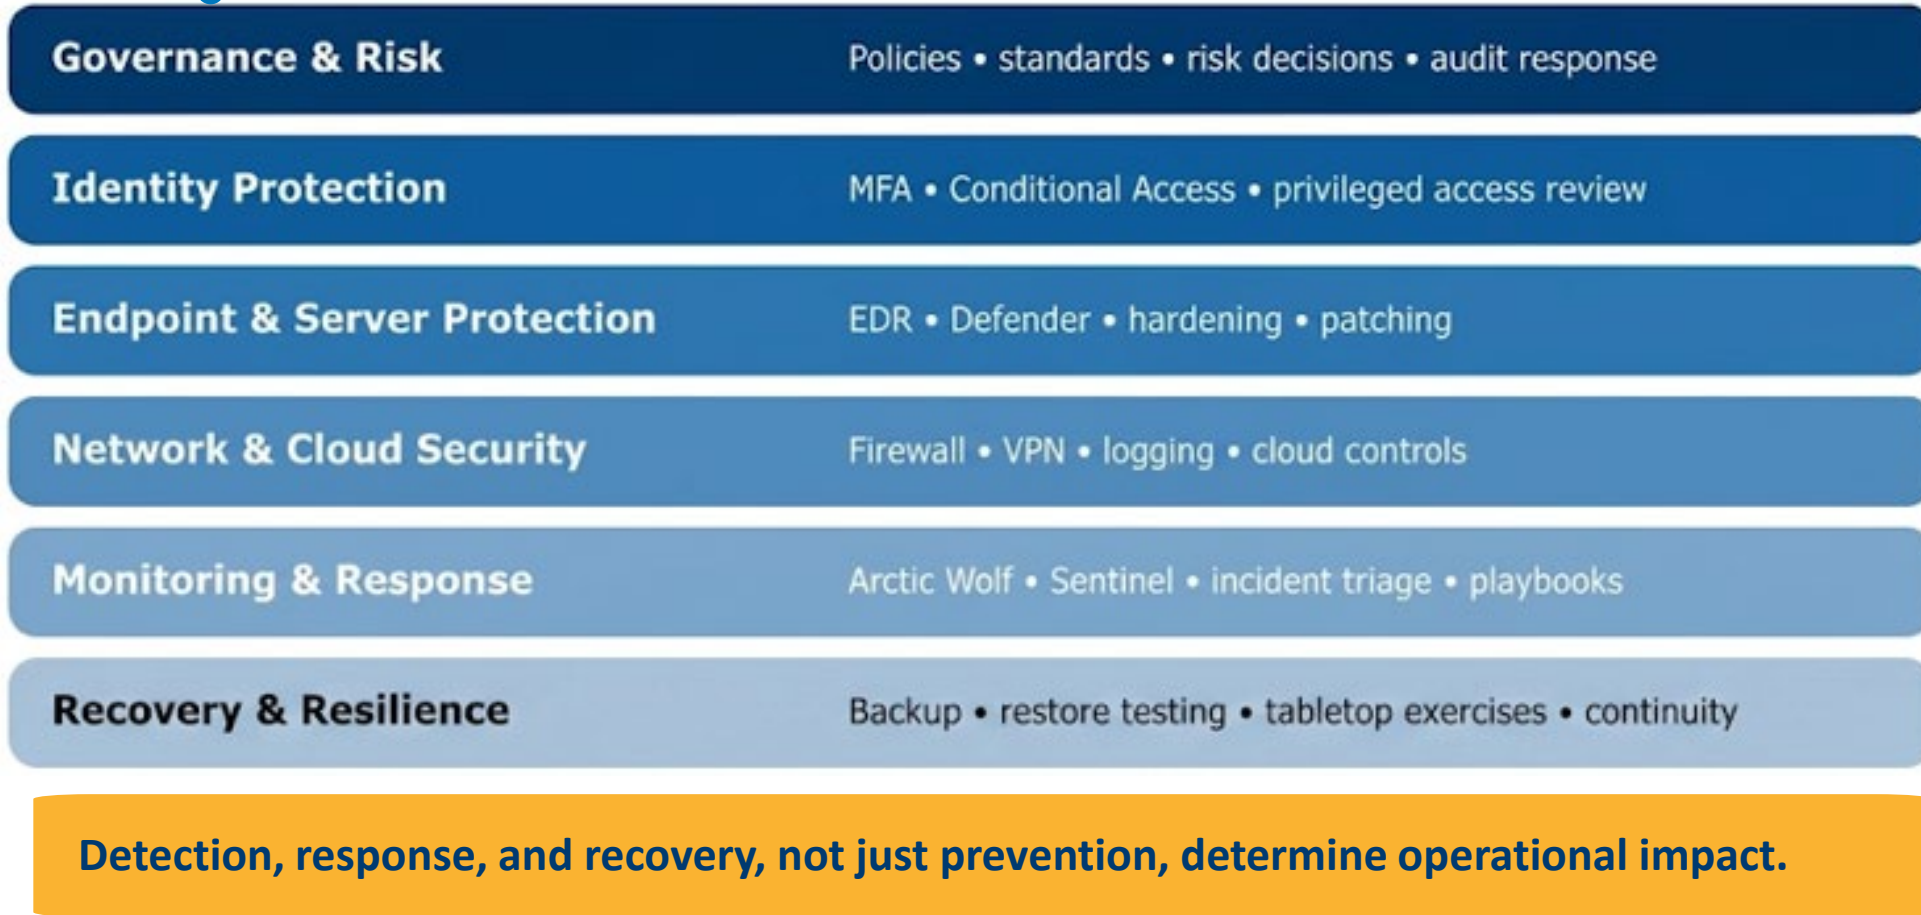 Governance & Risk
Policies • standards • risk decisions • audit response
Identity Protection
MFA • Conditional Access • privileged access review
Endpoint & Server Protection
EDR • Defender • hardening • patching
Network & Cloud Security
Firewall • VPN • logging • cloud controls
Monitoring & Response
Arctic Wolf • Sentinel • incident triage • playbooks
Recovery & Resilience
Backup • restore testing • tabletop exercises • continuity
Detection, response, and recovery, not just prevention, determine operational impact.